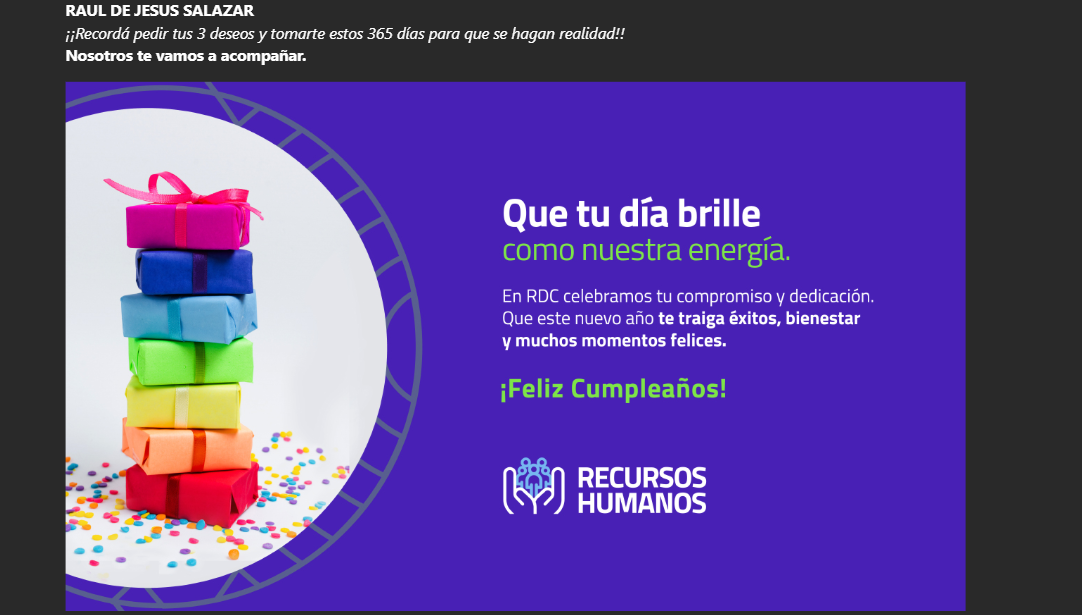 RAUL DE JESUS SALAZAR
¡¡Recordá pedir tus 3 deseos y tomarte estos 365 días para que se hagan realidad!!
Nosotros te vamos a acompañar.
Que tu día brille
como nuestra energía.
En RDC celebramos tu compromiso y dedicación.
Que este nuevo año te traiga éxitos, bienestar
y muchos momentos felices.
¡Feliz Cumpleaños!
RECURSOS
HUMANOS